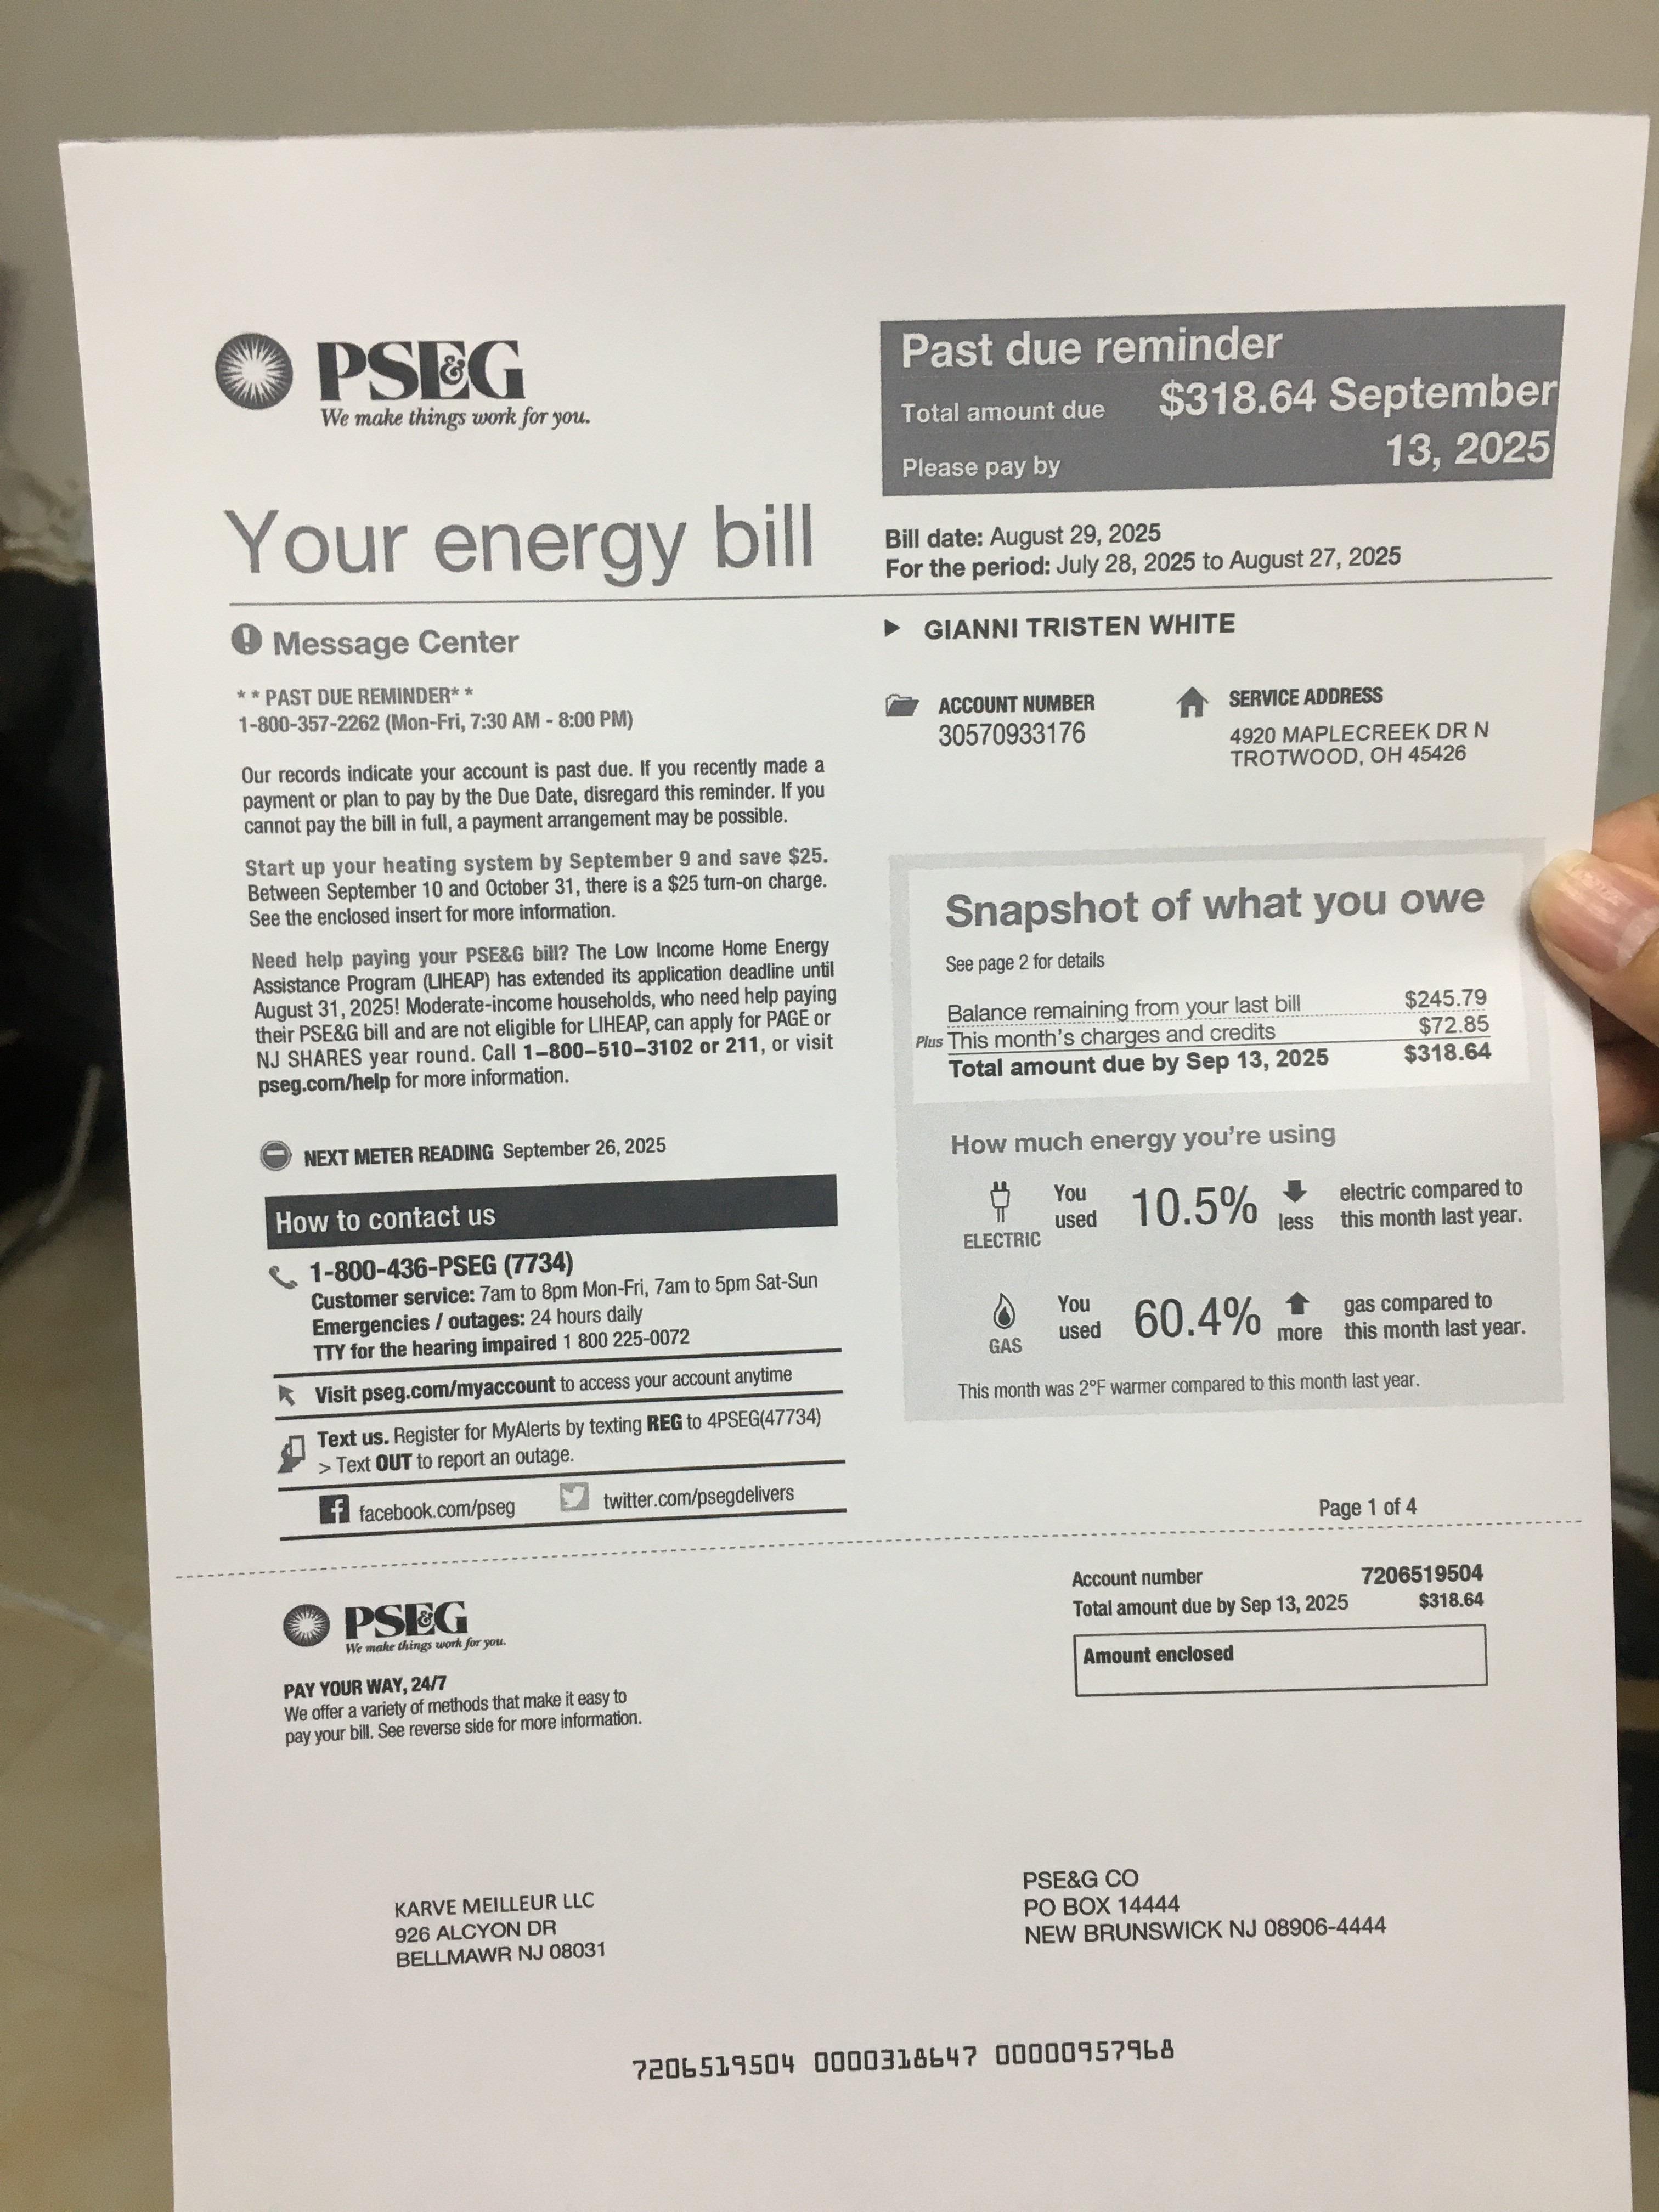 PSE&G
We make things work for you.
Past due reminder
Total amount due $318.64 September
13, 2025
Please pay by
Your energy bill
Bill date: August 29, 2025
For the period: July 28, 2025 to August 27, 2025
Message Center
* * PAST DUE REMINDER* *
1-800-357-2262 (Mon-Fri, 7:30 AM - 8:00 PM)
Our records indicate your account is past due. If you recently made a
payment or plan to pay by the Due Date, disregard this reminder. If you
cannot pay the bill in full, a payment arrangement may be possible.
Start up your heating system by September 9 and save $25.
Between September 10 and October 31, there is a $25 turn-on charge.
See the enclosed insert for more information.
Need help paying your PSE&G bill? The Low Income Home Energy
Assistance Program (LIHEAP) has extended its application deadline until
August 31, 2025! Moderate-income households, who need help paying
their PSE&G bill and are not eligible for LIHEAP, can apply for PAGE or
NJ SHARES year round. Call 1–800–510–3102 or 211, or visit
pseg.com/help for more information.
NEXT METER READING September 26, 2025
How to contact us
1-800-436-PSEG (7734)
Customer service: 7am to 8pm Mon-Fri, 7am to 5pm Sat-Sun
Emergencies / outages: 24 hours daily
TTY for the hearing impaired 1 800 225-0072
Visit pseg.com/myaccount to access your account anytime
Text us. Register for MyAlerts by texting REG to 4PSEG(47734)
> Text OUT to report an outage.
facebook.com/pseg twitter.com/psegdelivers
GIANNI TRISTEN WHITE
ACCOUNT NUMBER
30570933176
SERVICE ADDRESS
4920 MAPLECREEK DR N
TROTWOOD, OH 45426
Snapshot of what you owe
See page 2 for details
Balance remaining from your last bill $245.79
Plus This month's charges and credits $72.85
Total amount due by Sep 13, 2025 $318.64
How much energy you're using
ELECTRIC
You used 10.5% less electric compared to
this month last year.
GAS
You used 60.4% more gas compared to
this month last year.
This month was 2°F warmer compared to this month last year.
Page 1 of 4
PSE&G
We make things work for you.
PAY YOUR WAY, 24/7
We offer a variety of methods that make it easy to
pay your bill. See reverse side for more information.
Account number 7206519504
Total amount due by Sep 13, 2025 $318.64
Amount enclosed
KARVE MEILLEUR LLC
926 ALCYON DR
BELLMAWR NJ 08031
PSE&G CO
PO BOX 14444
NEW BRUNSWICK NJ 08906-4444
7206519504 0000318647 00000957968